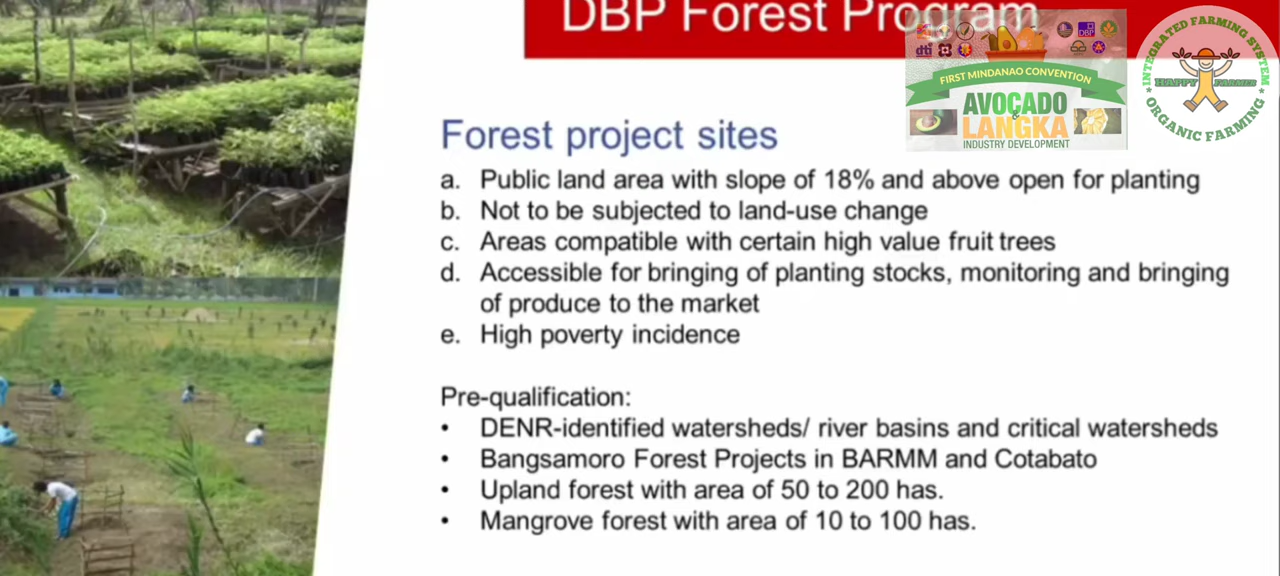 DBP Forest Program
FIRST MINDANAO CONVENTION
AVOCADO
&
LANGKA
INDUSTRY DEVELOPMENT
dti
DBP
INTEGRATED FARMING SYSTEM
HAPPY FARMER
ORGANIC FARMING
Forest project sites
a. Public land area with slope of 18% and above open for planting
b. Not to be subjected to land-use change
c. Areas compatible with certain high value fruit trees
d. Accessible for bringing of planting stocks, monitoring and bringing
of produce to the market
e. High poverty incidence
Pre-qualification:
• DENR-identified watersheds/ river basins and critical watersheds
• Bangsamoro Forest Projects in BARMM and Cotabato
• Upland forest with area of 50 to 200 has.
• Mangrove forest with area of 10 to 100 has.